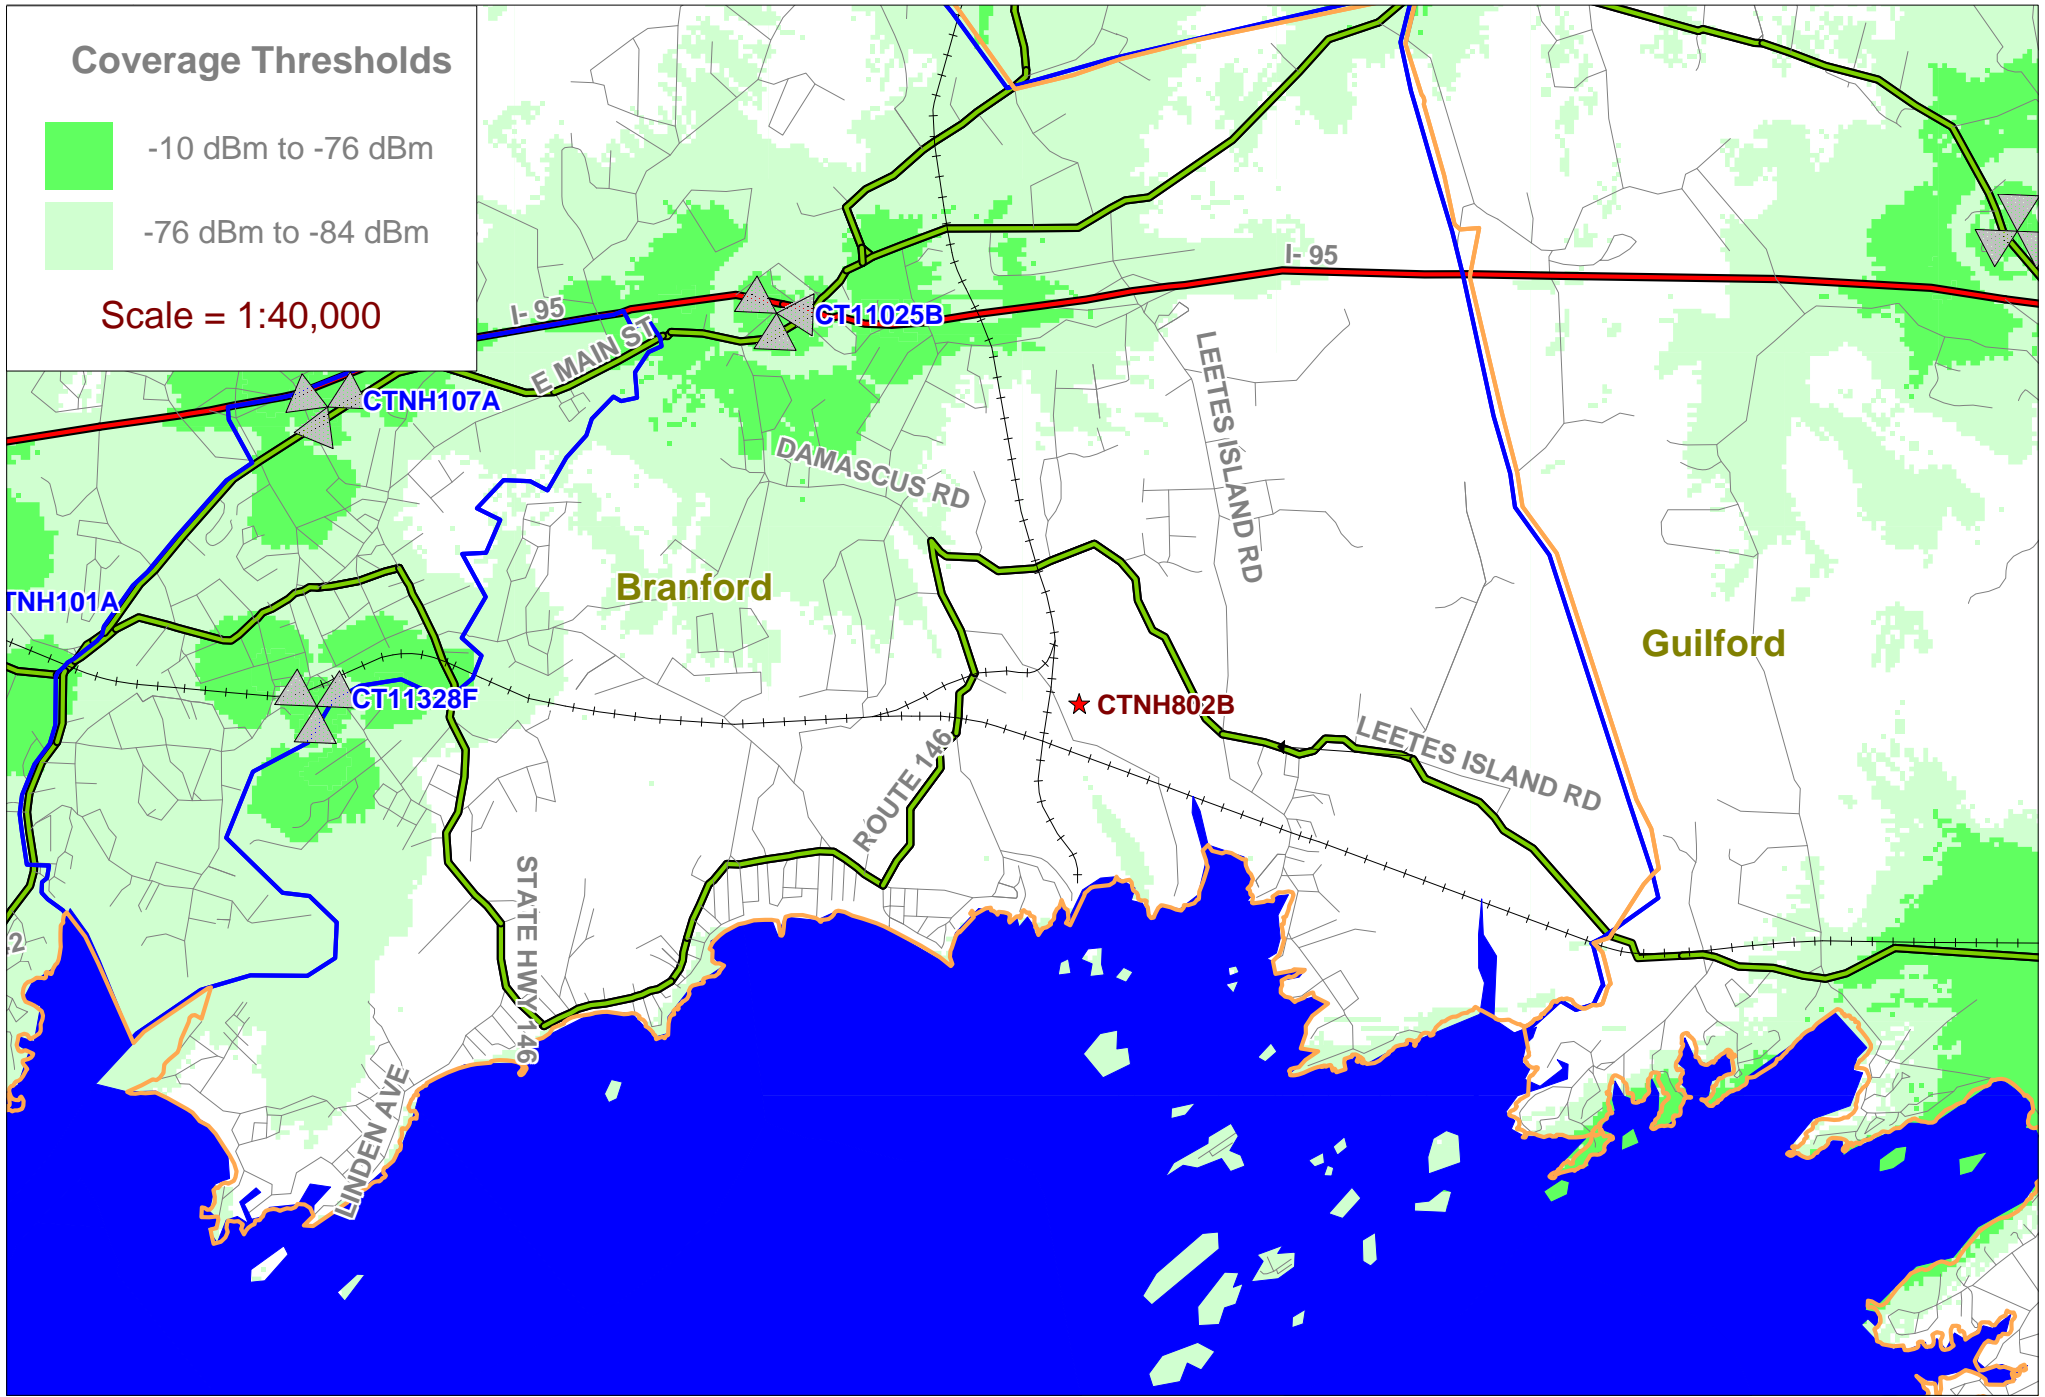 Coverage Thresholds
-10 dBm to -76 dBm
-76 dBm to -84 dBm
Scale = 1:40,000
I- 95
I- 95
E MAIN ST
CT11025B
CTNH107A
LEETES ISLAND RD
DAMASCUS RD
Branford
TNH101A
Guilford
CT11328F
CTNH802B
LEETES ISLAND RD
ROUTE 146
STATE HWY 146
42
LINDEN AVE